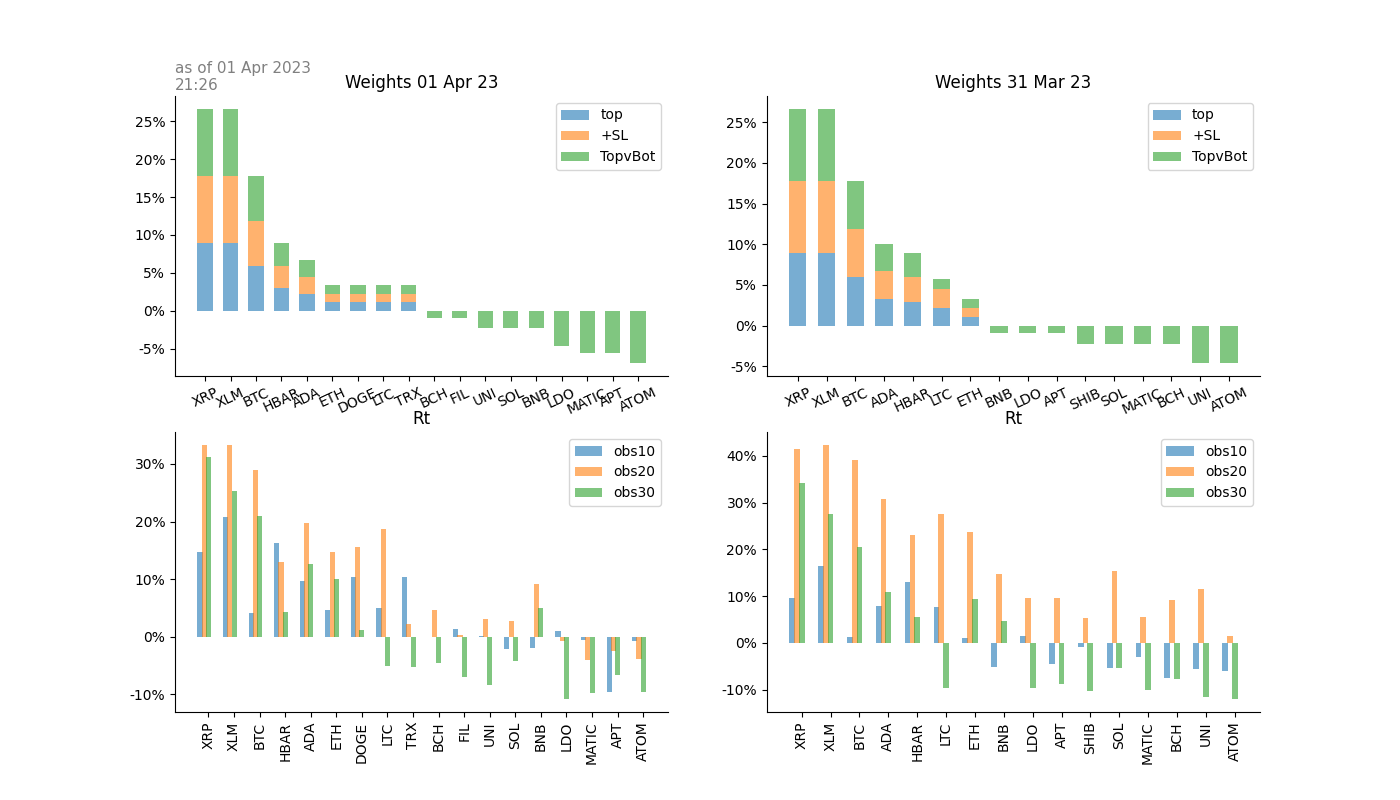 as of 01 Apr 2023
21:26
Weights 01 Apr 23
25%
20%
15%
10%
5%
0%
-5%
top
+SL
TopvBot
XRP XLM BTC HBAR ADA ETH DOGE LTC TRX BCH FIL UNI SOL BNB LDO MATIC APT ATOM
Weights 31 Mar 23
25%
20%
15%
10%
5%
0%
-5%
top
+SL
TopvBot
XRP XLM BTC ADA HBAR LTC ETH BNB LDO APT SHIB SOL MATIC BCH UNI ATOM
Rt
30%
20%
10%
0%
-10%
obs10
obs20
obs30
XRP XLM BTC HBAR ADA ETH DOGE LTC TRX BCH FIL UNI SOL BNB LDO MATIC APT ATOM
Rt
40%
30%
20%
10%
0%
-10%
obs10
obs20
obs30
XRP XLM BTC ADA HBAR LTC ETH BNB LDO APT SHIB SOL MATIC BCH UNI ATOM